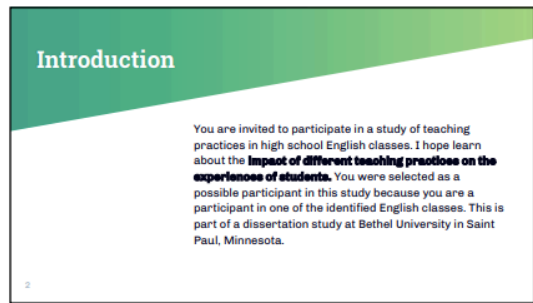 Introduction
You are invited to participate in a study of teaching
practices in high school English classes. I hope learn
about the impact of different teaching practices on the
experiences of students. You were selected as a
possible participant in this study because you are a
participant in one of the identified English classes. This is
part of a dissertation study at Bethel University in Saint
Paul, Minnesota.
2